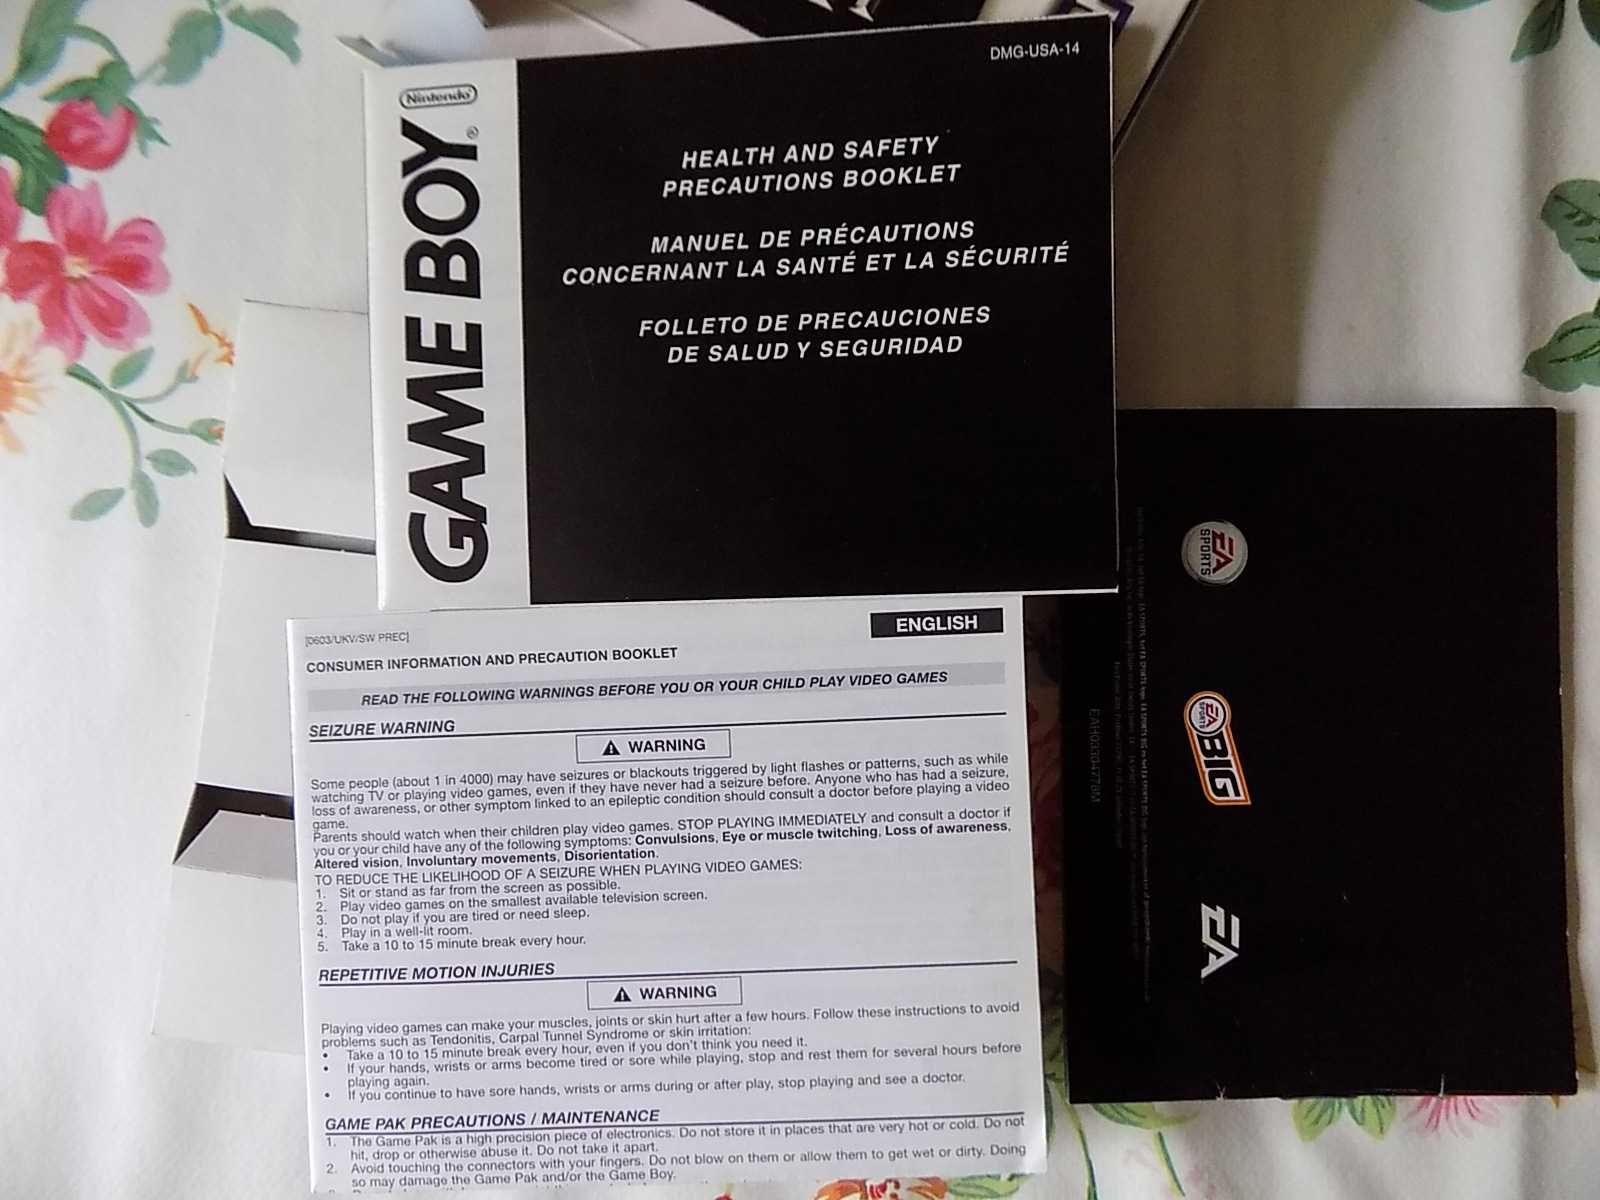 DMG-USA-14
Nintendo
GAME BOY
HEALTH AND SAFETY
PRECAUTIONS BOOKLET
MANUEL DE PRÉCAUTIONS
CONCERNANT LA SANTÉ ET LA SÉCURITÉ
FOLLETO DE PRECAUCIONES
DE SALUD Y SEGURIDAD
[0603/UKV/SW PREC]
ENGLISH
CONSUMER INFORMATION AND PRECAUTION BOOKLET
READ THE FOLLOWING WARNINGS BEFORE YOU OR YOUR CHILD PLAY VIDEO GAMES
SEIZURE WARNING
WARNING
Some people (about 1 in 4000) may have seizures or blackouts triggered by light flashes or patterns, such as while
watching TV or playing video games, even if they have never had a seizure before. Anyone who has had a seizure,
loss of awareness, or other symptom linked to an epileptic condition should consult a doctor before playing a video
game.
Parents should watch when their children play video games. STOP PLAYING IMMEDIATELY and consult a doctor if
you or your child have any of the following symptoms: Convulsions, Eye or muscle twitching, Loss of awareness,
Altered vision, Involuntary movements, Disorientation.
TO REDUCE THE LIKELIHOOD OF A SEIZURE WHEN PLAYING VIDEO GAMES:
1. Sit or stand as far from the screen as possible.
2. Play video games on the smallest available television screen.
3. Do not play if you are tired or need sleep.
4. Play in a well-lit room.
5. Take a 10 to 15 minute break every hour.
REPETITIVE MOTION INJURIES
WARNING
Playing video games can make your muscles, joints or skin hurt after a few hours. Follow these instructions to avoid
problems such as Tendonitis, Carpal Tunnel Syndrome or skin irritation:
• Take a 10 to 15 minute break every hour, even if you don't think you need it.
• If your hands, wrists or arms become tired or sore while playing, stop and rest them for several hours before
playing again.
• If you continue to have sore hands, wrists or arms during or after play, stop playing and see a doctor.
GAME PAK PRECAUTIONS / MAINTENANCE
1. The Game Pak is a high precision piece of electronics. Do not store it in places that are very hot or cold. Do not
hit, drop or otherwise abuse it. Do not take it apart.
2. Avoid touching the connectors with your fingers. Do not blow on them or allow them to get wet or dirty. Doing
so may damage the Game Pak and/or the Game Boy.
EA SPORTS
EA SPORTS BIG
EA
EAH03304778M